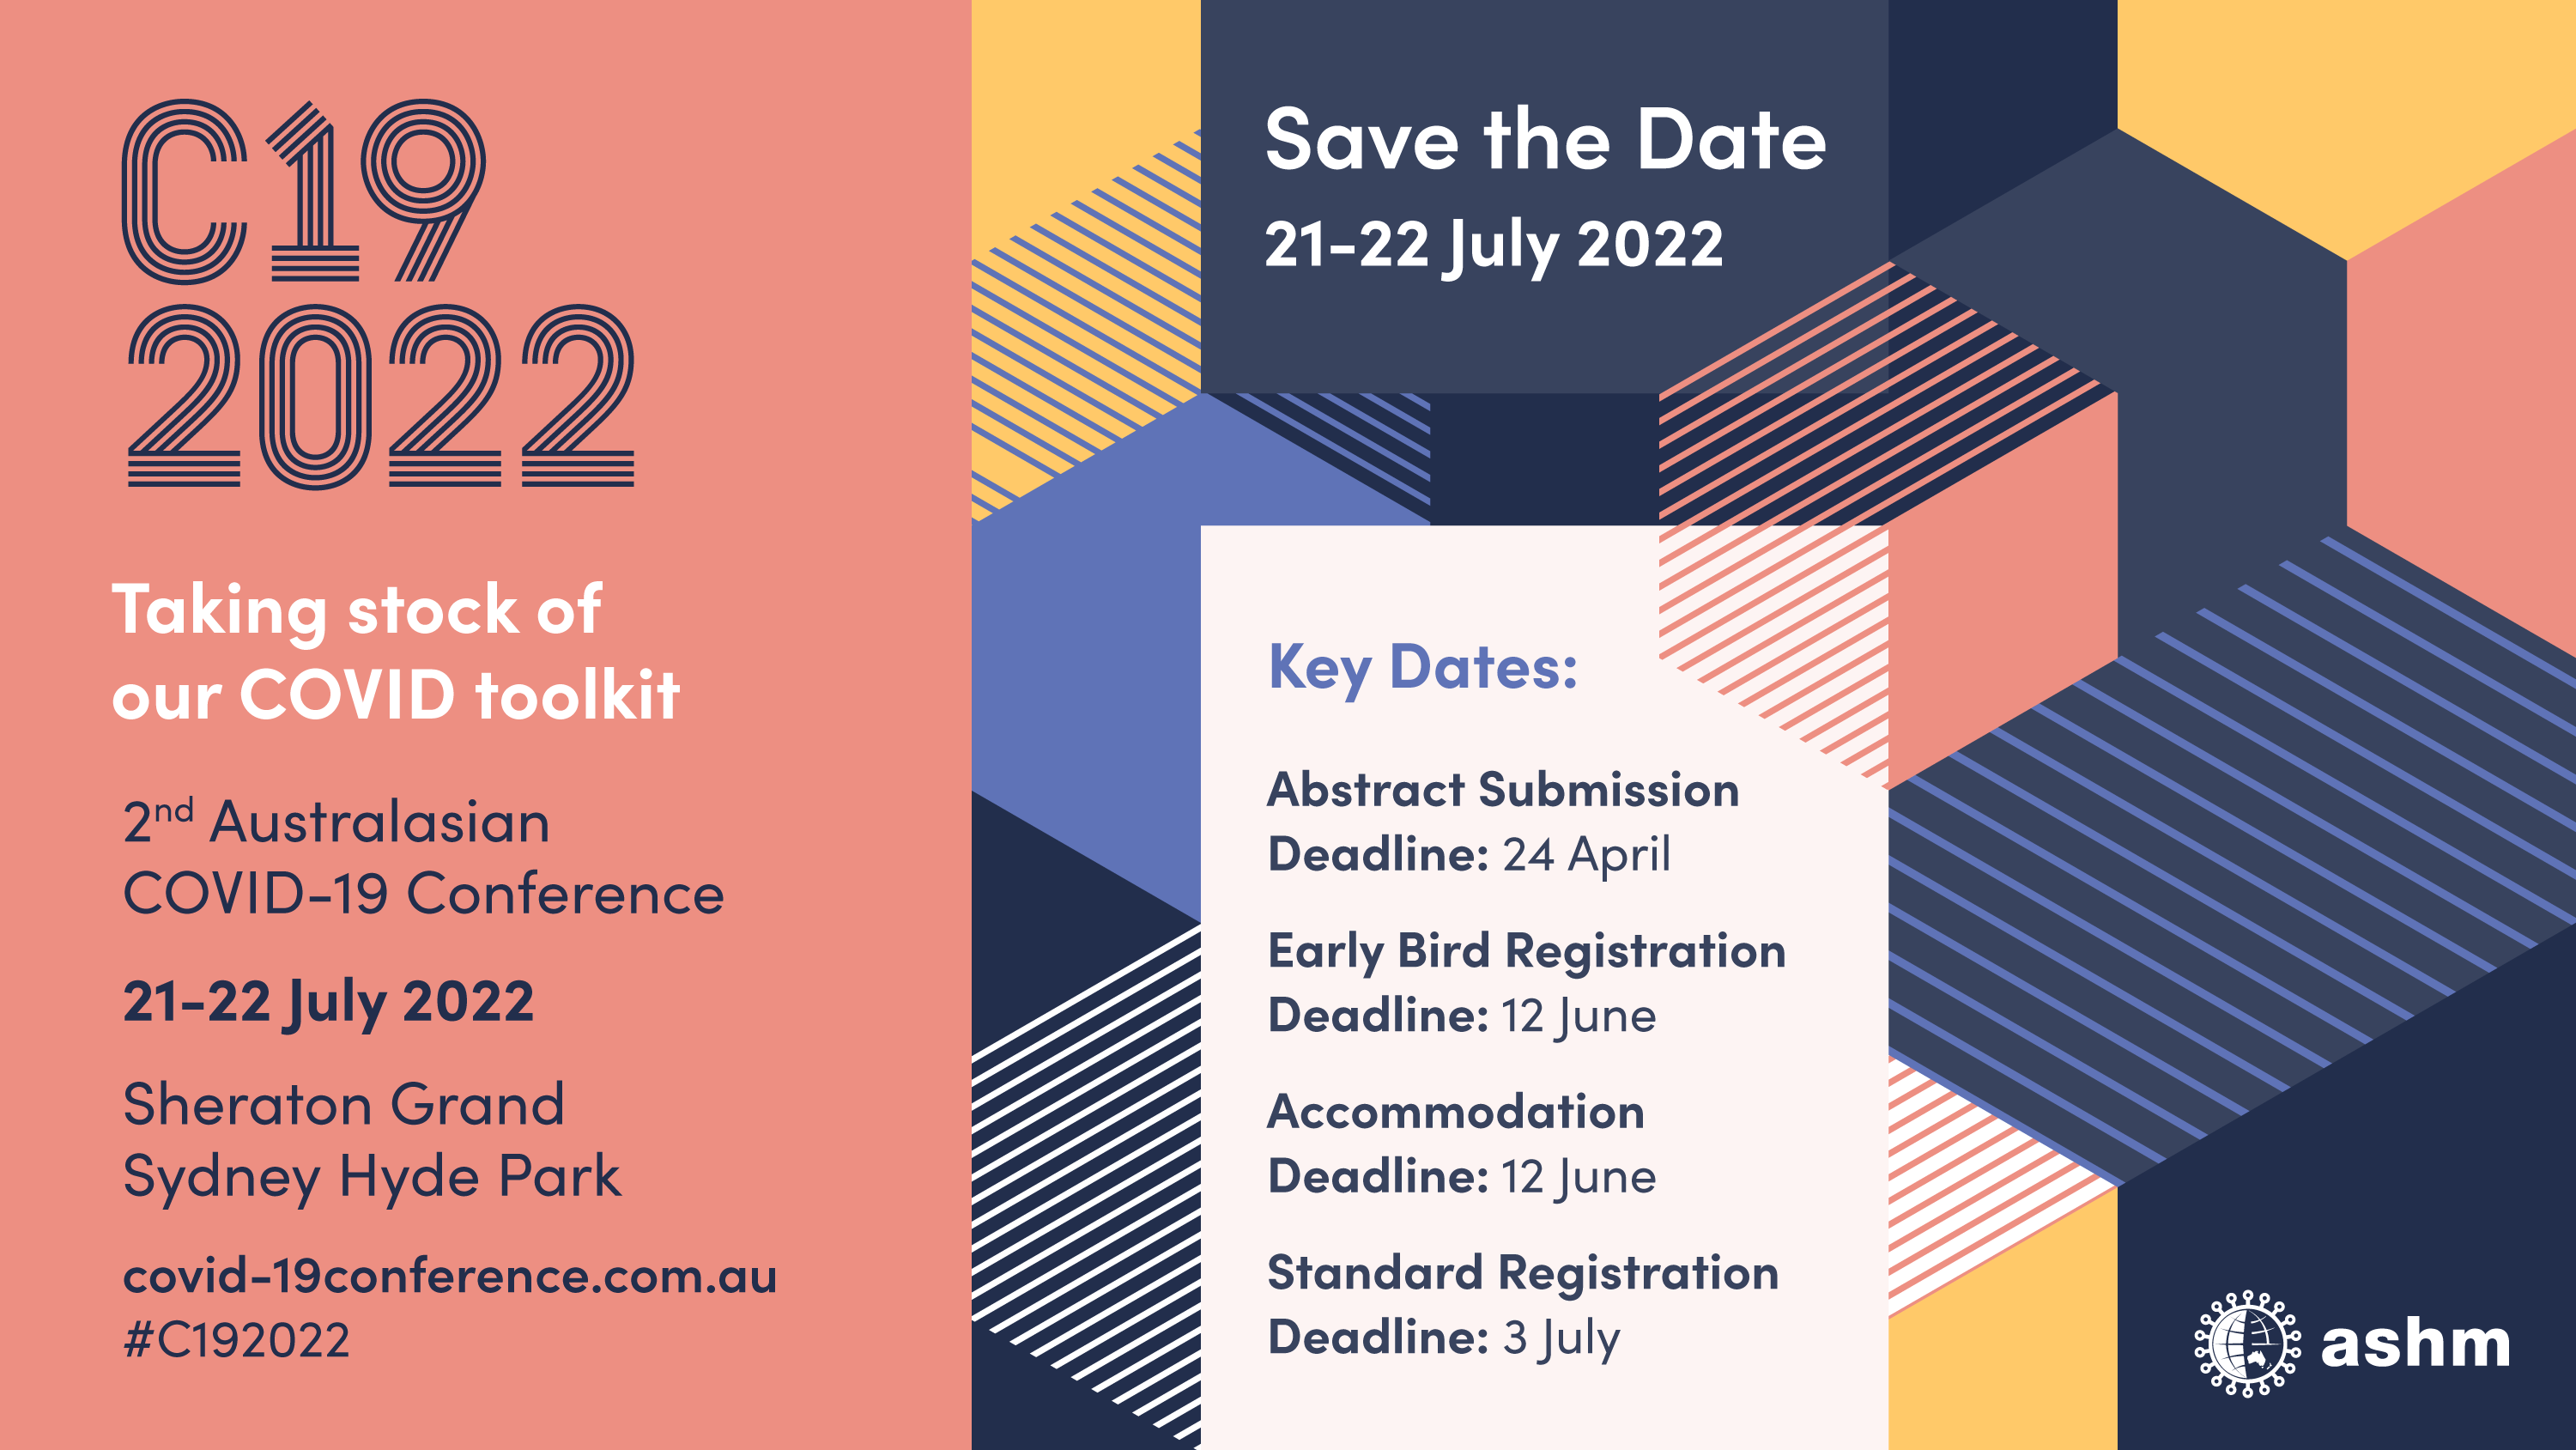 C19
2022
Taking stock of
our COVID toolkit
2nd Australasian
COVID-19 Conference
21-22 July 2022
Sheraton Grand
Sydney Hyde Park
covid-19conference.com.au
#C192022
Save the Date
21-22 July 2022
Key Dates:
Abstract Submission
Deadline: 24 April
Early Bird Registration
Deadline: 12 June
Accommodation
Deadline: 12 June
Standard Registration
Deadline: 3 July
ashm